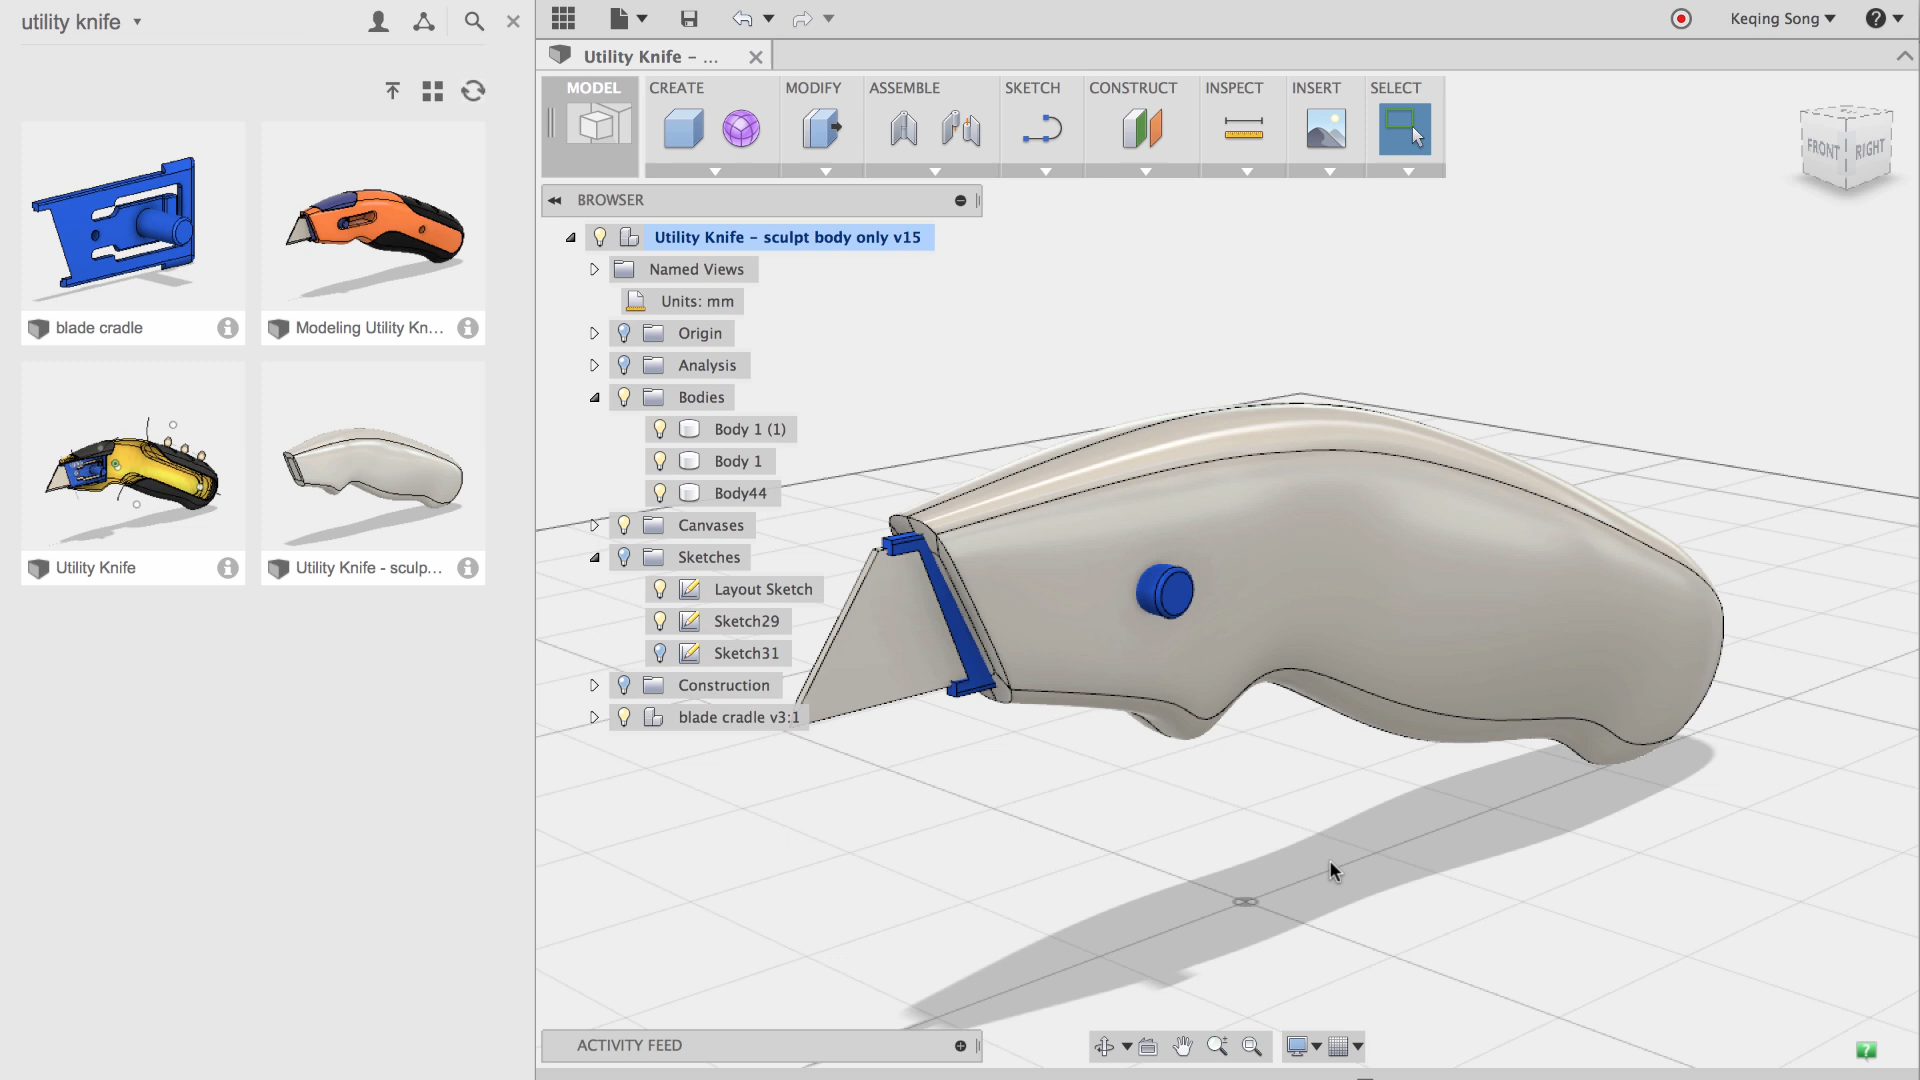 utility knife
blade cradle
Modeling Utility Kn...
Utility Knife
Utility Knife - sculp...
Keqing Song
Utility Knife - ...
MODEL
CREATE
MODIFY
ASSEMBLE
SKETCH
CONSTRUCT
INSPECT
INSERT
SELECT
FRONT
RIGHT
BROWSER
Utility Knife - sculpt body only v15
Named Views
Units: mm
Origin
Analysis
Bodies
Body 1 (1)
Body 1
Body44
Canvases
Sketches
Layout Sketch
Sketch29
Sketch31
Construction
blade cradle v3:1
ACTIVITY FEED